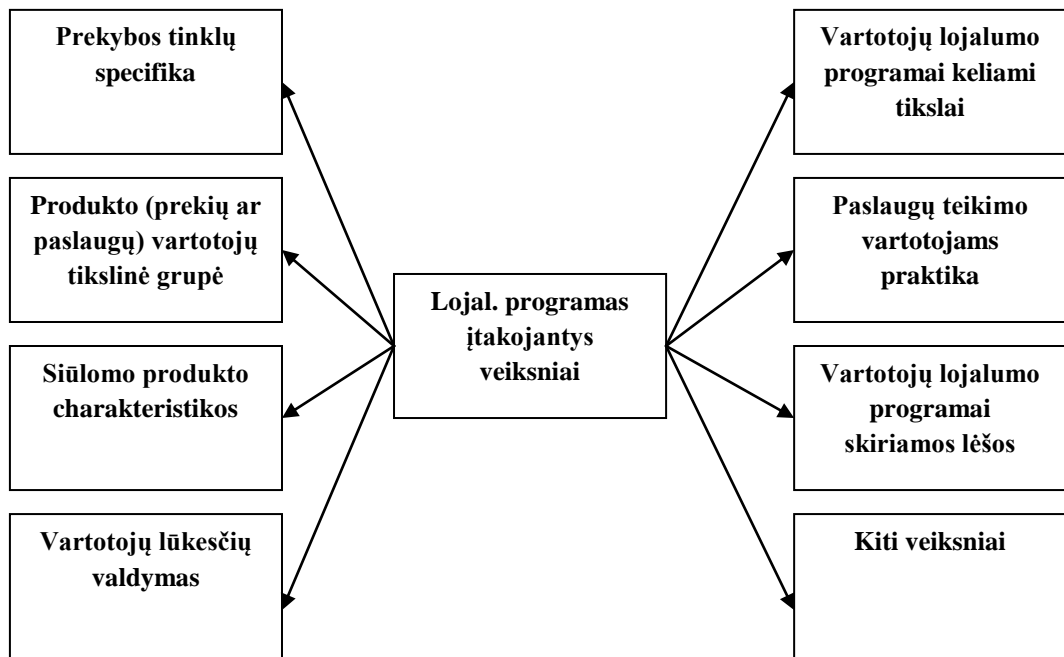 Prekybos tinklų
specifika
Produkto (prekių ar
paslaugų) vartotojų
tikslinė grupė
Siūlomo produkto
charakteristikos
Vartotojų lūkesčių
valdymas
Lojal. programas
įtakojantys
veiksniai
Vartotojų lojalumo
programai keliami
tikslai
Paslaugų teikimo
vartotojams
praktika
Vartotojų lojalumo
programai
skiriamos lėšos
Kiti veiksniai